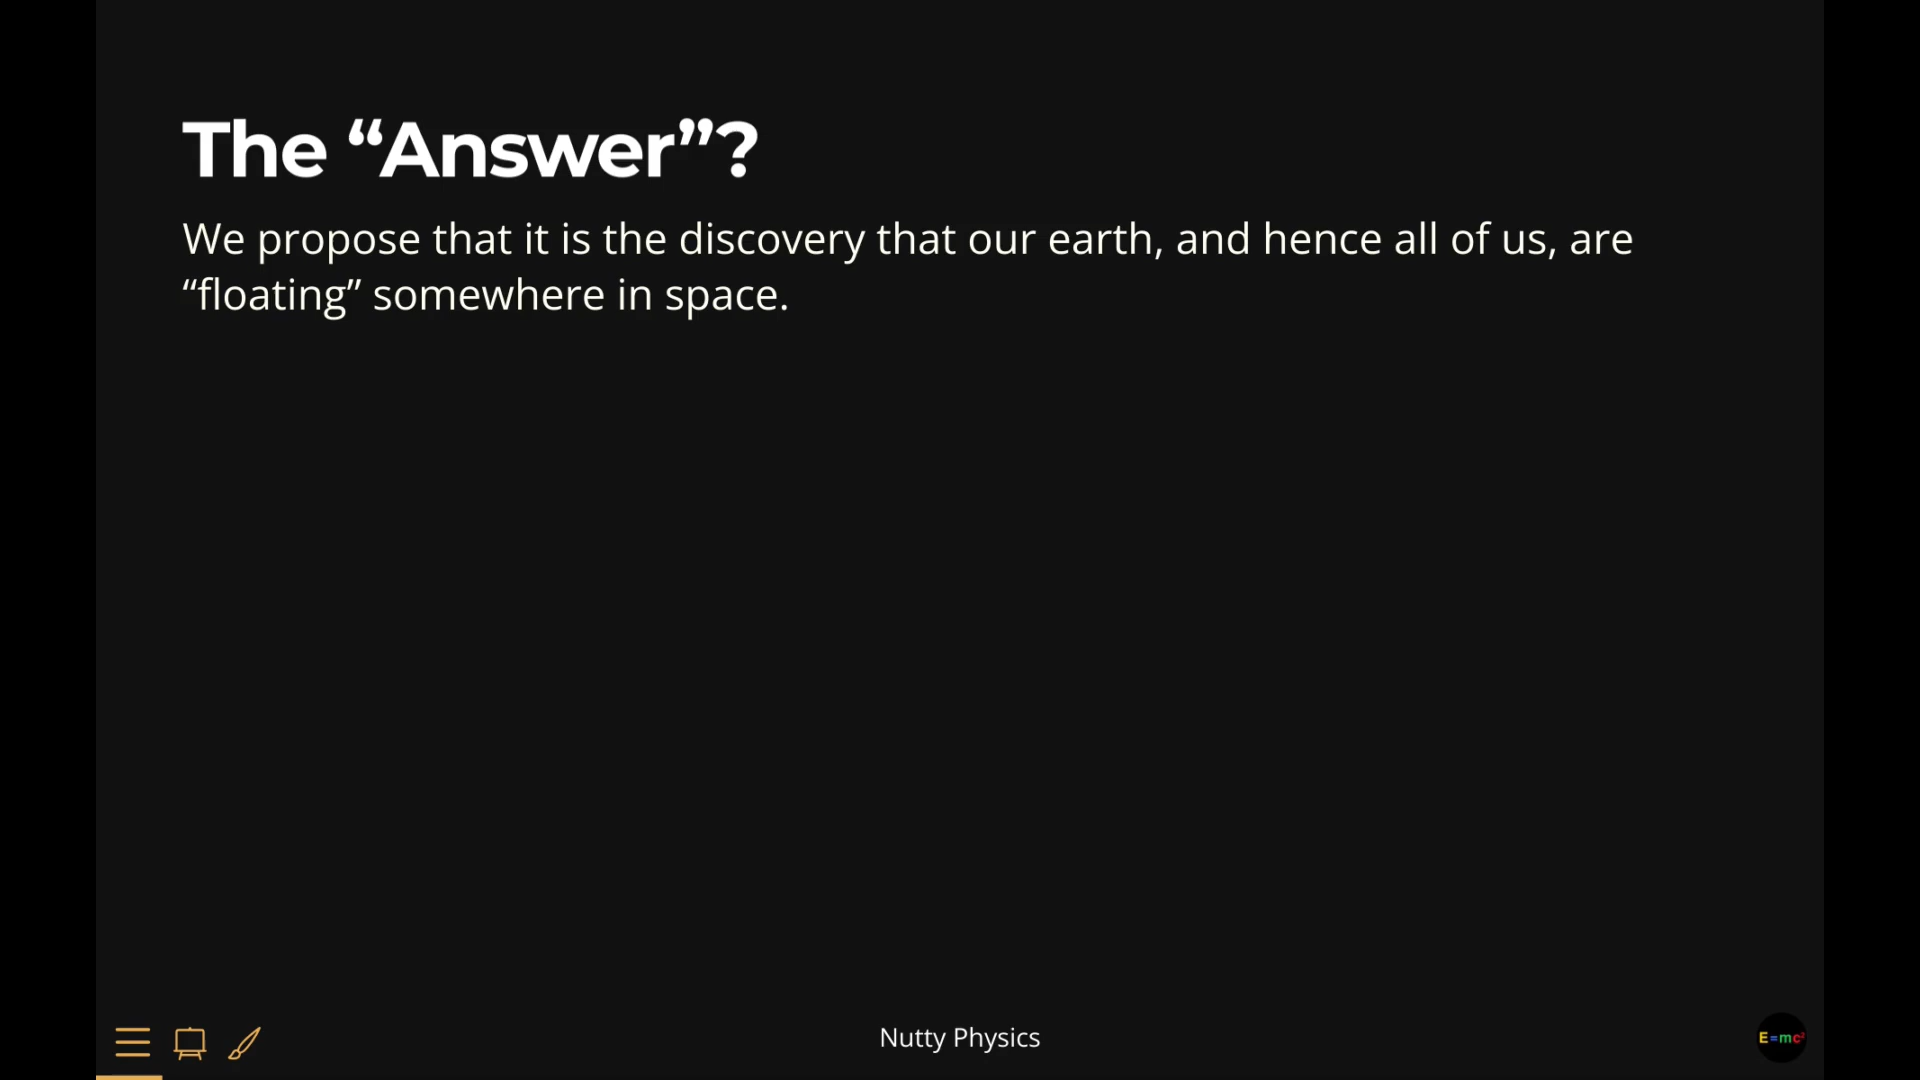 The “Answer”?
We propose that it is the discovery that our earth, and hence all of us, are
“floating” somewhere in space.
Nutty Physics
E=mc²